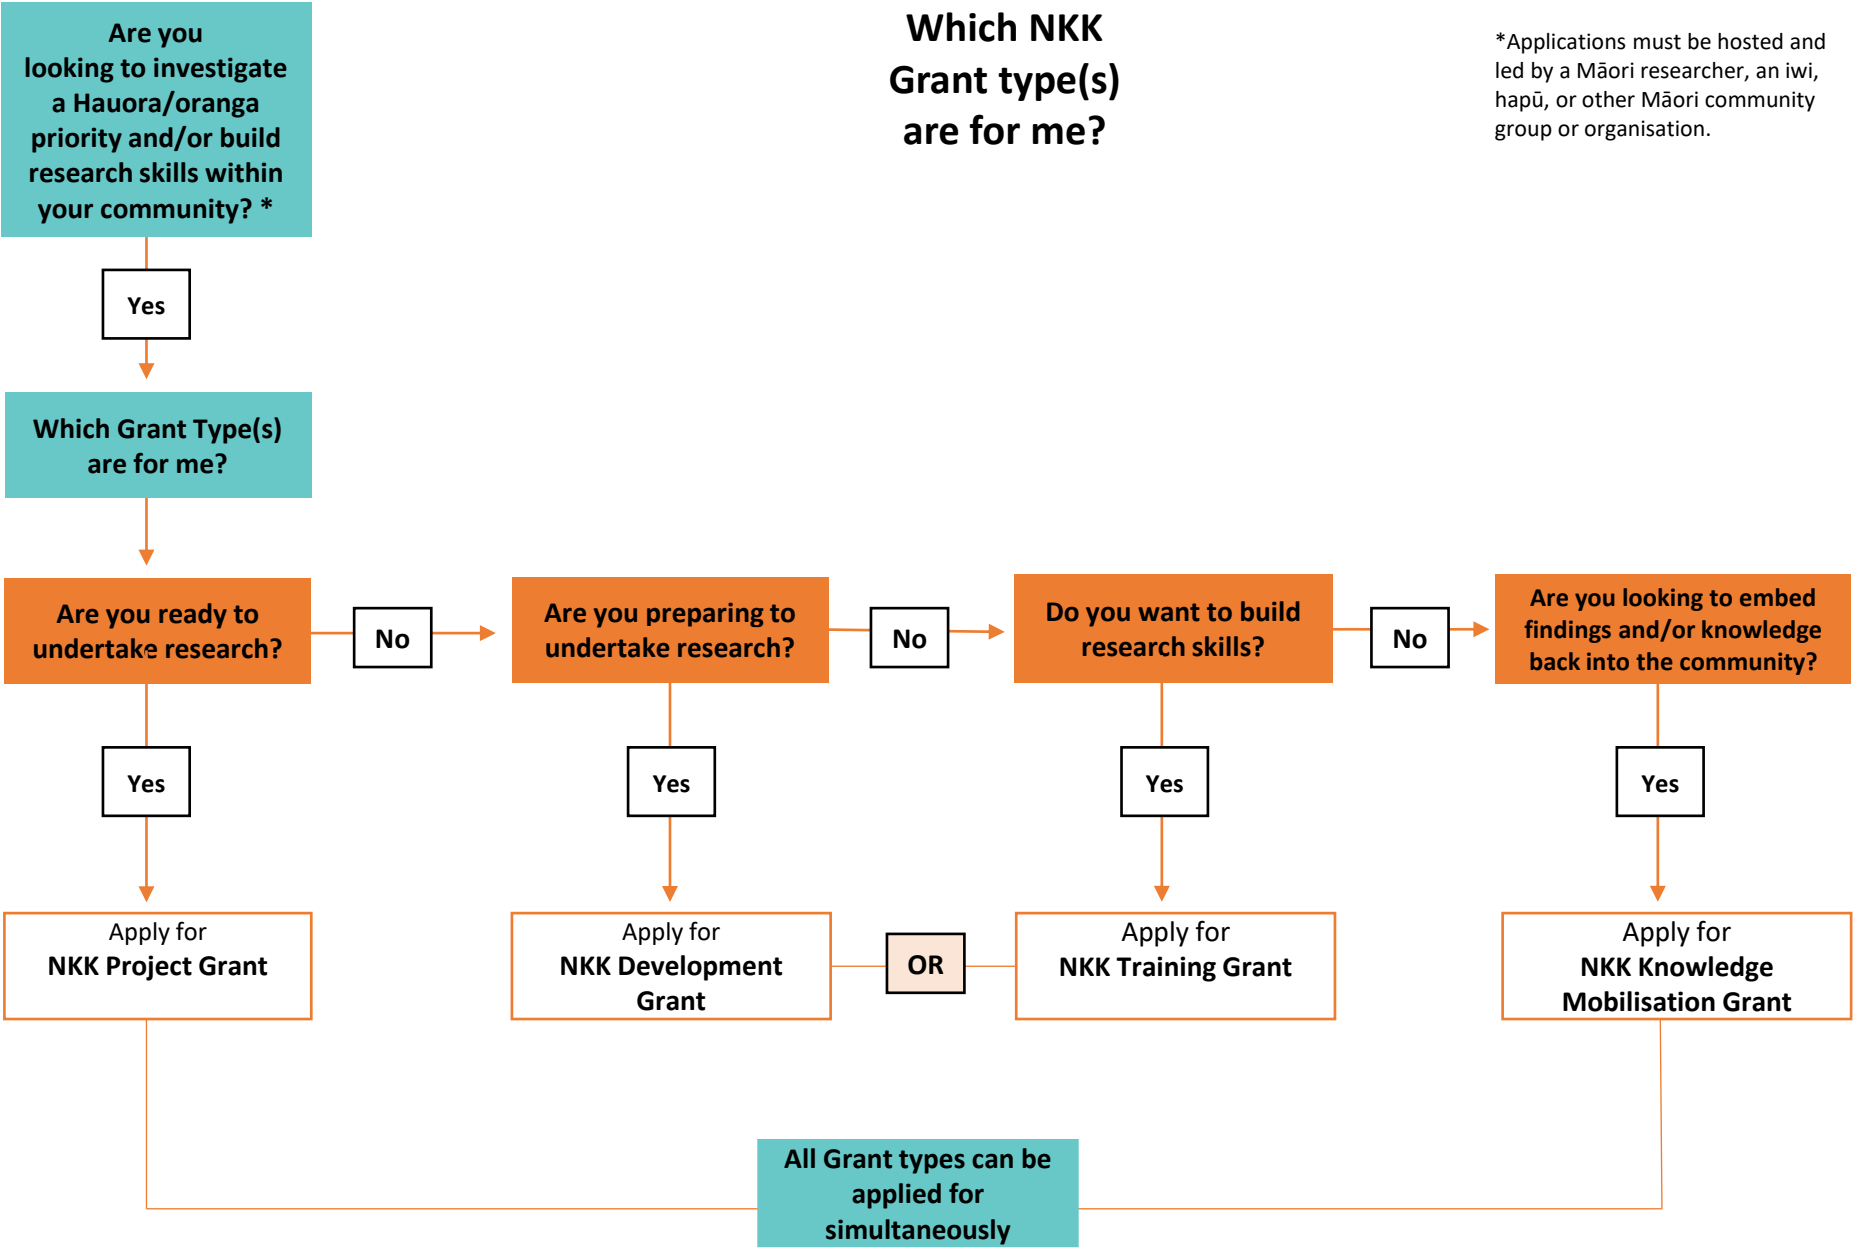 Which NKK
Grant type(s)
are for me?
*Applications must be hosted and
led by a Māori researcher, an iwi,
hapū, or other Māori community
group or organisation.
Are you
looking to investigate
a Hauora/oranga
priority and/or build
research skills within
your community? *
Yes
Which Grant Type(s)
are for me?
Are you ready to
undertake research?
No
Are you preparing to
undertake research?
No
Do you want to build
research skills?
No
Are you looking to embed
findings and/or knowledge
back into the community?
Yes
Yes
Yes
Yes
Apply for
NKK Project Grant
Apply for
NKK Development
Grant
OR
Apply for
NKK Training Grant
Apply for
NKK Knowledge
Mobilisation Grant
All Grant types can be
applied for
simultaneously